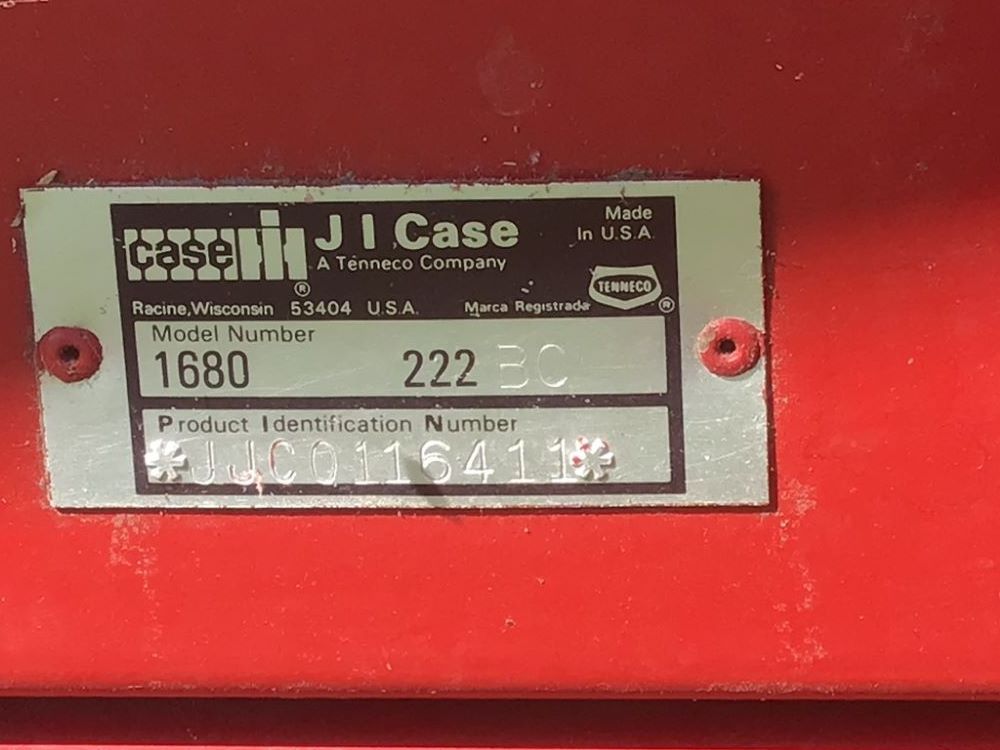 case IH ®
J I Case
A Tenneco Company
Made
In U.S.A.
TENNECO ®
Racine, Wisconsin 53404 U.S.A. Marca Registrada
Model Number
1680 222 BC
Product Identification Number
*JJC0116411*